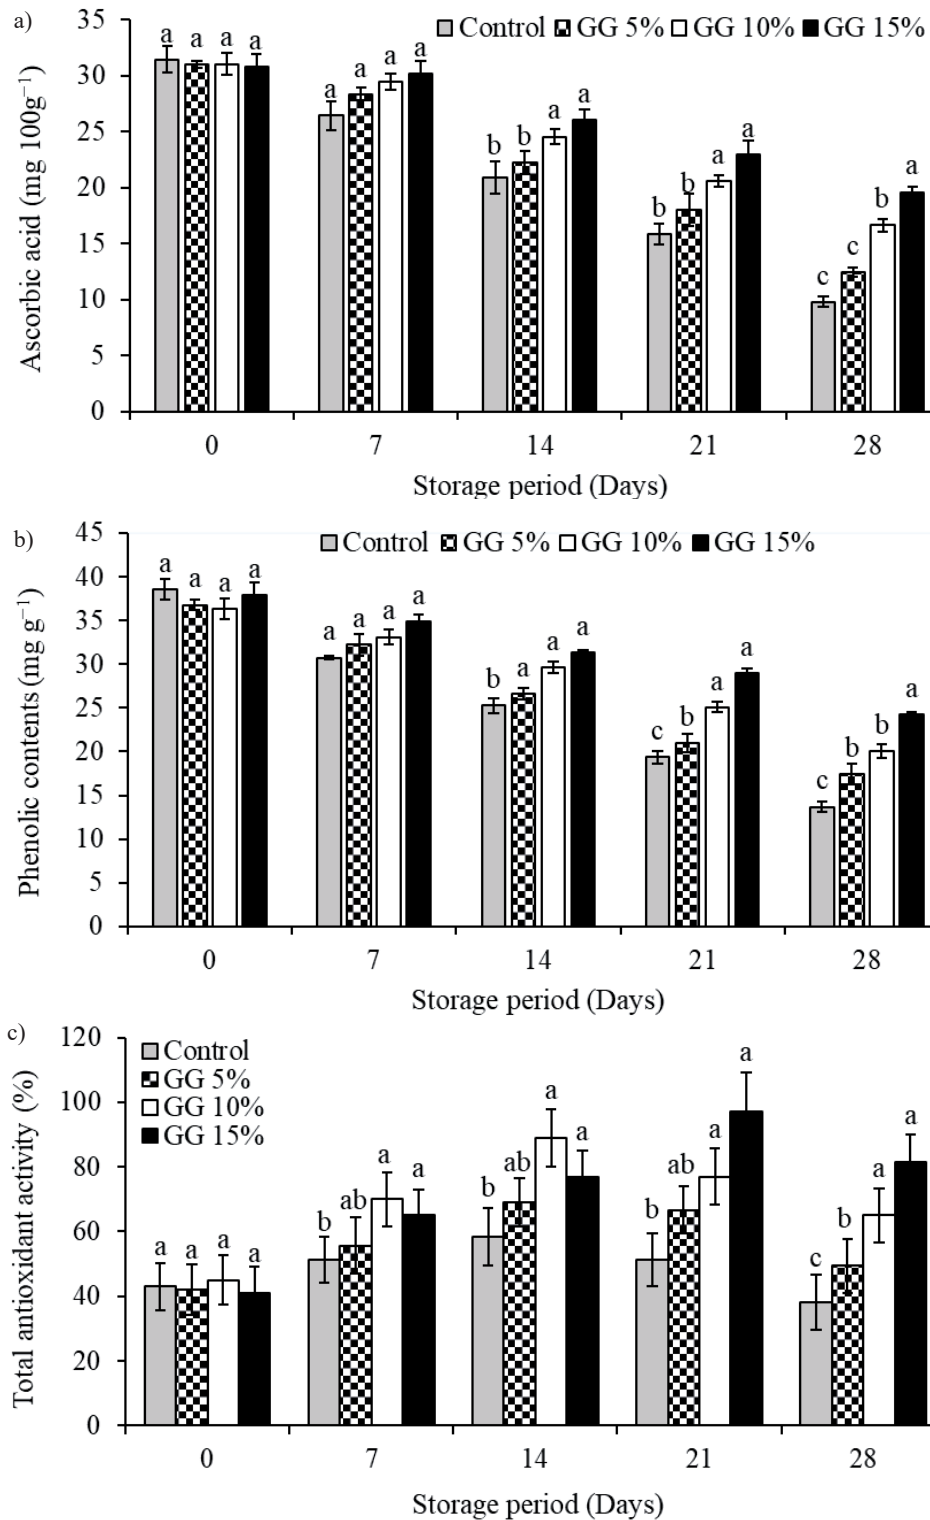 a)
Control GG 5% GG 10% GG 15%
Ascorbic acid (mg 100g⁻¹)
35
30
25
20
15
10
5
0
a a a a
a a a a
b b a a
b b a a
c c b a
0 7 14 21 28
Storage period (Days)
b)
Control GG 5% GG 10% GG 15%
Phenolic contents (mg g⁻¹)
45
40
35
30
25
20
15
10
5
0
a a a a
a a a a
b a a a
c b a a
c b b a
0 7 14 21 28
Storage period (Days)
c)
Control
GG 5%
GG 10%
GG 15%
Total antioxidant activity (%)
120
100
80
60
40
20
0
a a a a
b ab a a
b ab a a
b ab a a
c b a a
0 7 14 21 28
Storage period (Days)